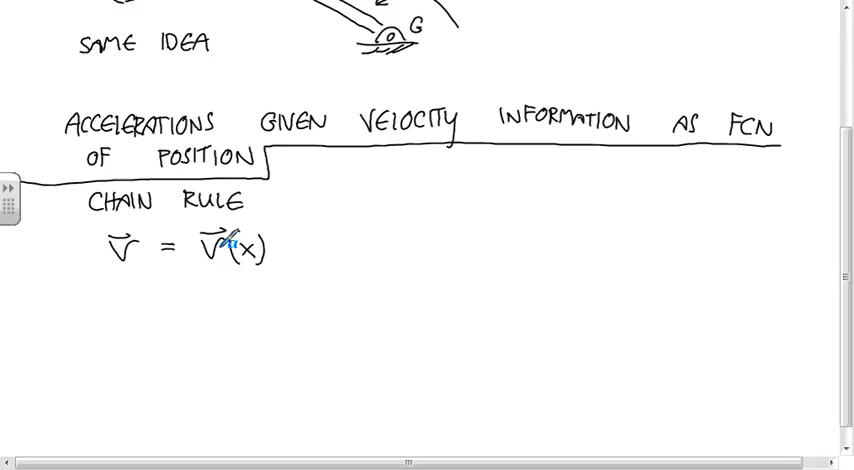 G
SAME IDEA
ACCELERATIONS GIVEN VELOCITY INFORMATION AS FCN
OF POSITION
CHAIN RULE
v⃗ = v⃗(x)